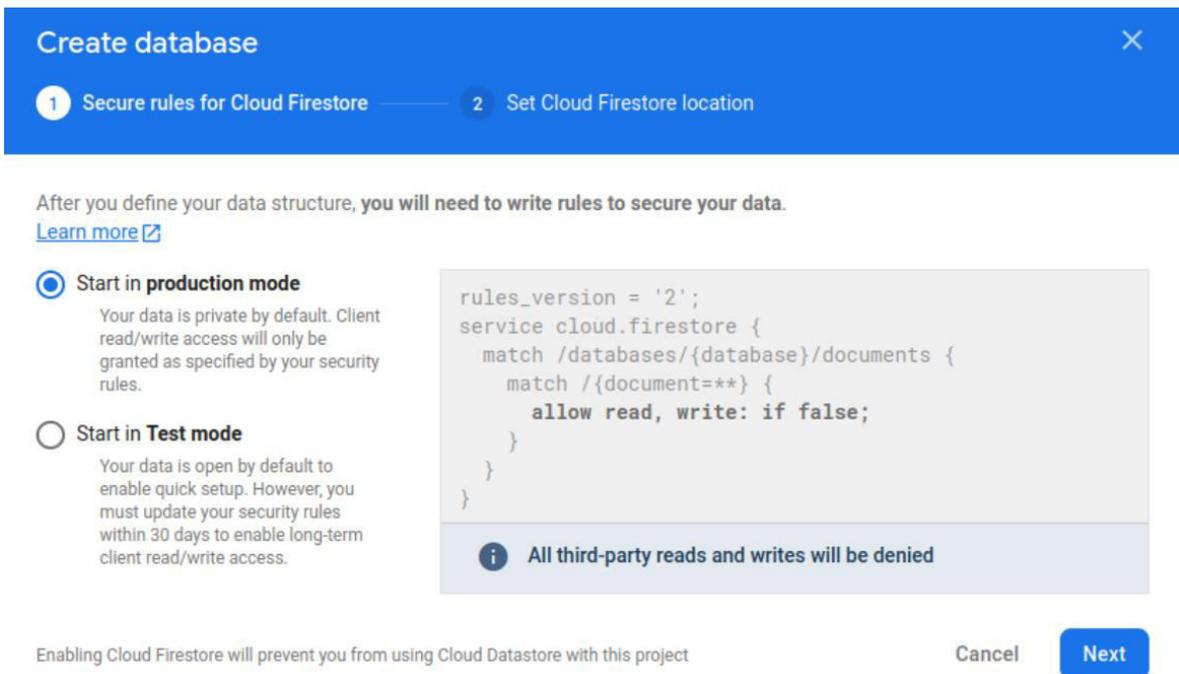 Create database
1 Secure rules for Cloud Firestore 2 Set Cloud Firestore location
After you define your data structure, you will need to write rules to secure your data.
Learn more
Start in production mode
Your data is private by default. Client
read/write access will only be
granted as specified by your security
rules.
Start in Test mode
Your data is open by default to
enable quick setup. However, you
must update your security rules
within 30 days to enable long-term
client read/write access.
rules_version = '2';
service cloud.firestore {
match /databases/{database}/documents {
match /{document=**} {
allow read, write: if false;
}
}
}
All third-party reads and writes will be denied
Enabling Cloud Firestore will prevent you from using Cloud Datastore with this project
Cancel Next